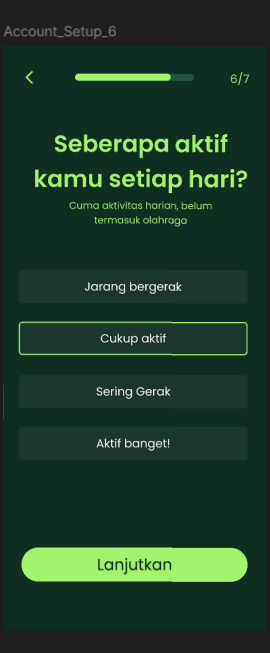 Account_Setup_6
6/7
Seberapa aktif
kamu setiap hari?
Cuma aktivitas harian, belum
termasuk olahraga
Jarang bergerak
Cukup aktif
Sering Gerak
Aktif banget!
Lanjutkan